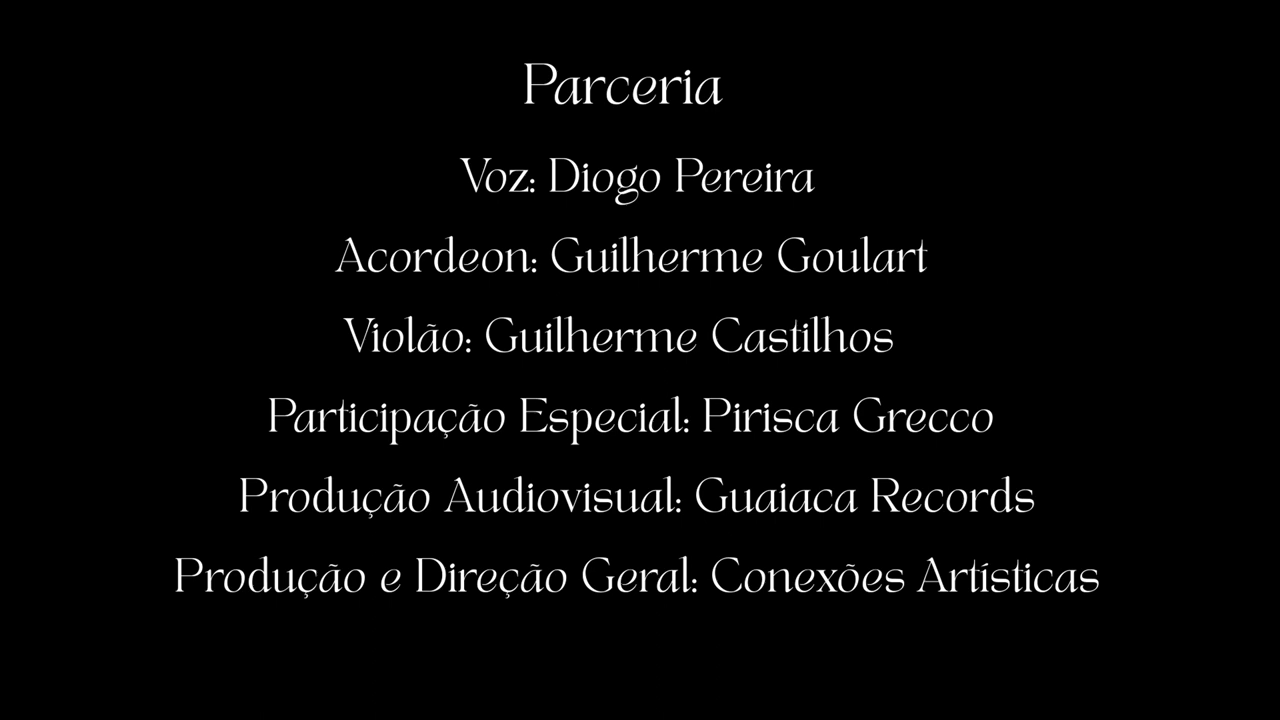 Parceria
Voz: Diogo Pereira
Acordeon: Guilherme Goulart
Violão: Guilherme Castilhos
Participação Especial: Pirisca Grecco
Produção Audiovisual: Guaiaca Records
Produção e Direção Geral: Conexões Artísticas